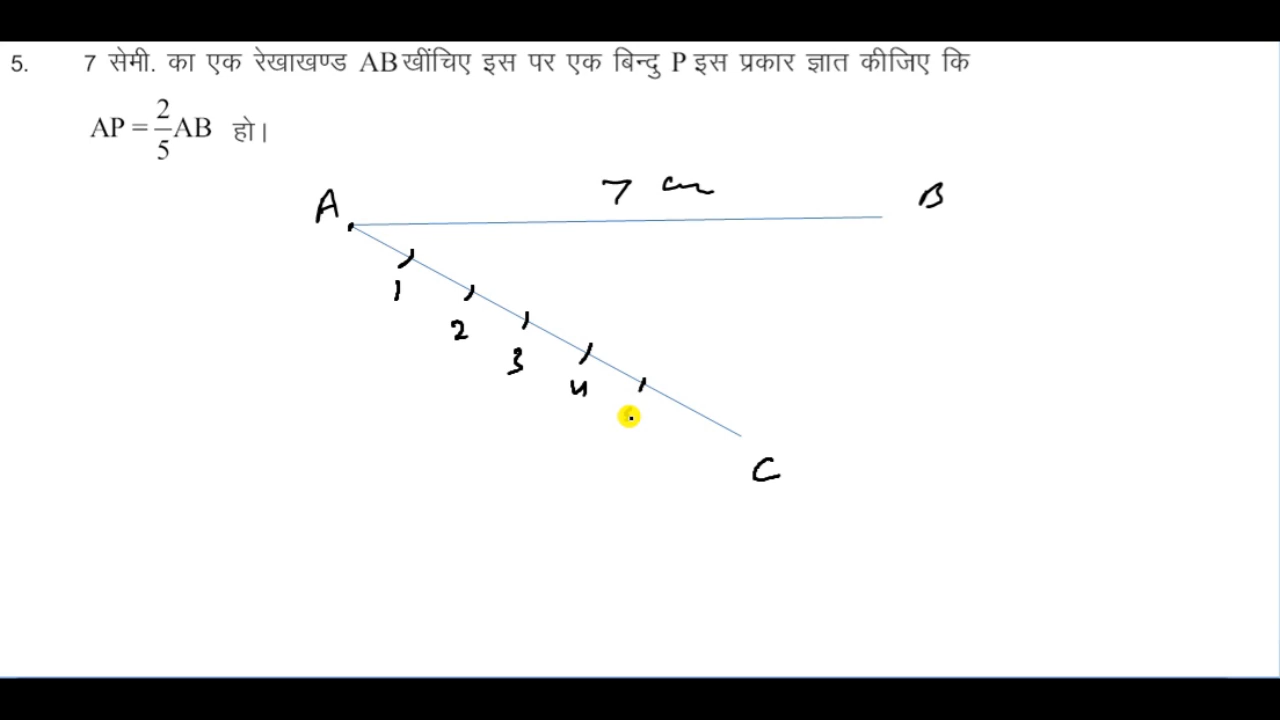 5. 7 सेमी. का एक रेखाखण्ड AB खींचिए इस पर एक बिन्दु P इस प्रकार ज्ञात कीजिए कि
AP = 2/5 AB हो।
7 cm
A B
1
2
3
4
C